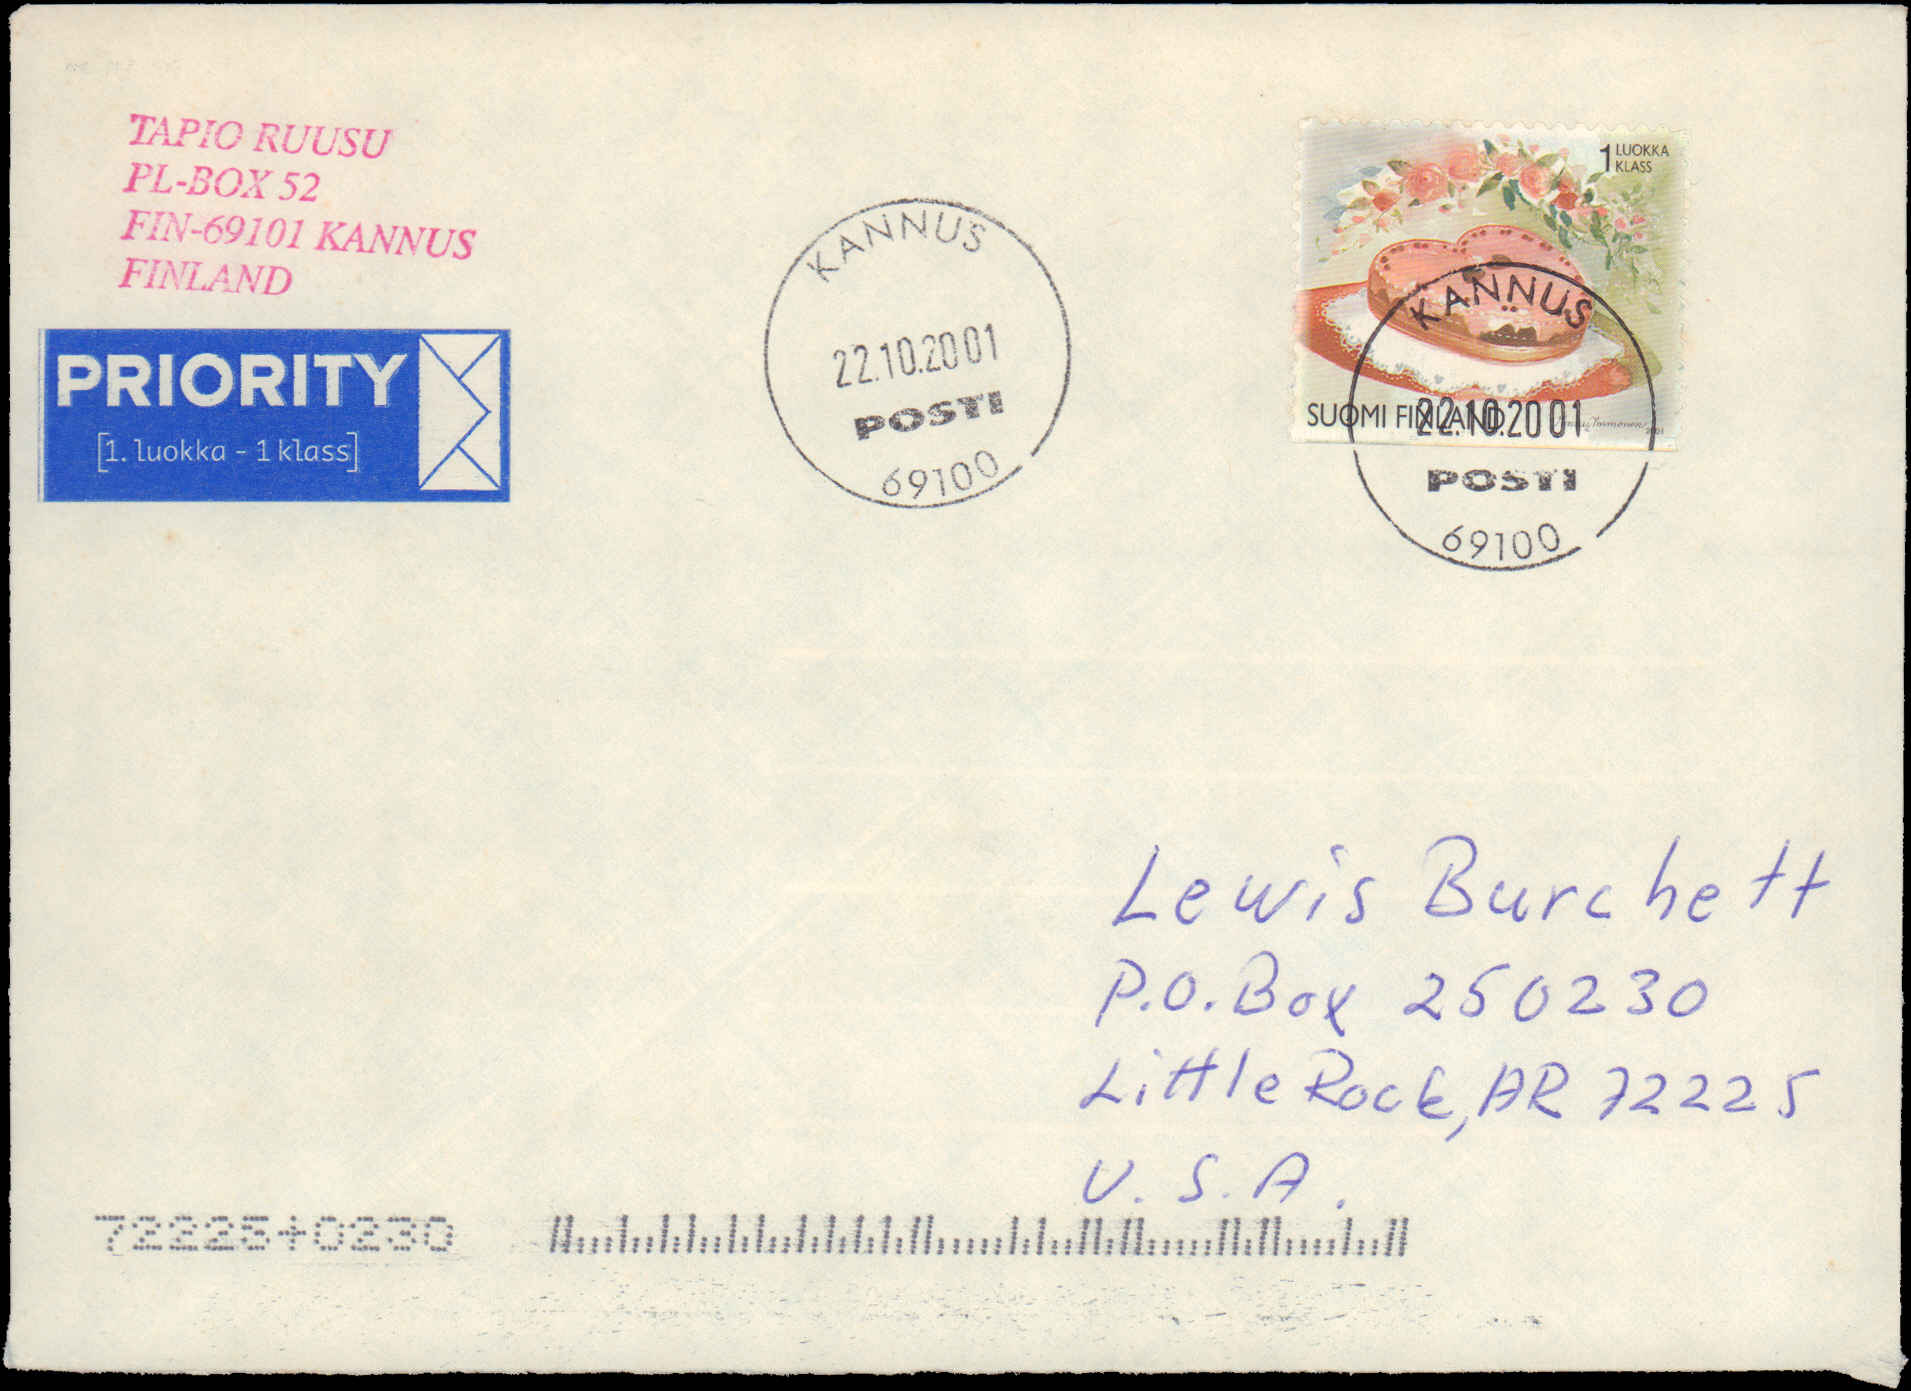 TAPIO RUUSU
PL-BOX 52
FIN-69101 KANNUS
FINLAND
PRIORITY
[1. luokka - 1 klass]
KANNUS
22.10.2001
POSTI
69100
1 LUOKKA
KLASS
SUOMI FINLAND
2001
KANNUS
22.10.2001
POSTI
69100
Lewis Burchett
P.O. Box 250230
Little Rock, AR 72225
U.S.A.
72225+0230